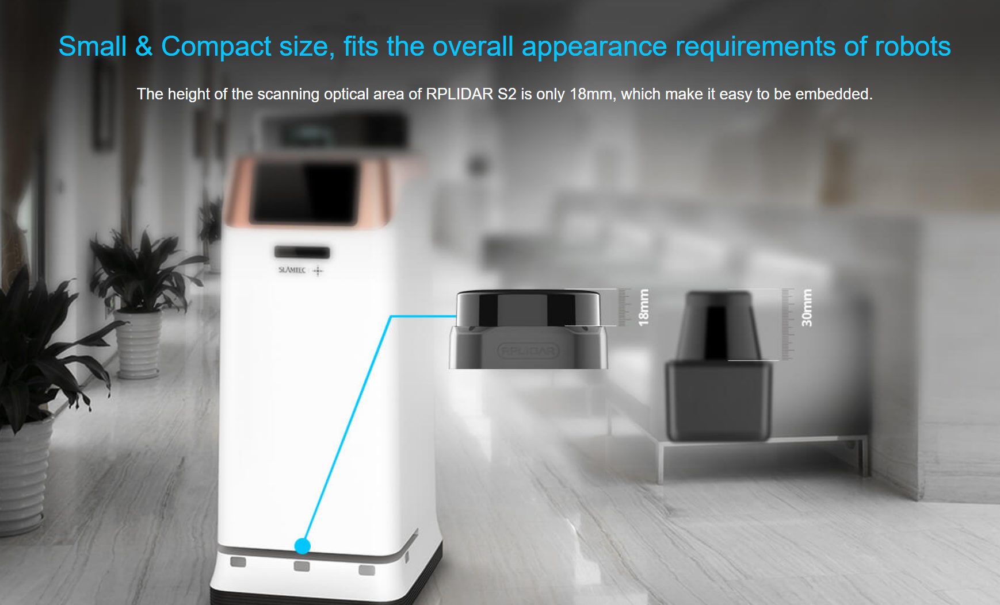 Small & Compact size, fits the overall appearance requirements of robots
The height of the scanning optical area of RPLIDAR S2 is only 18mm, which make it easy to be embedded.
SLAMTEC
18mm
30mm
RPLIDAR